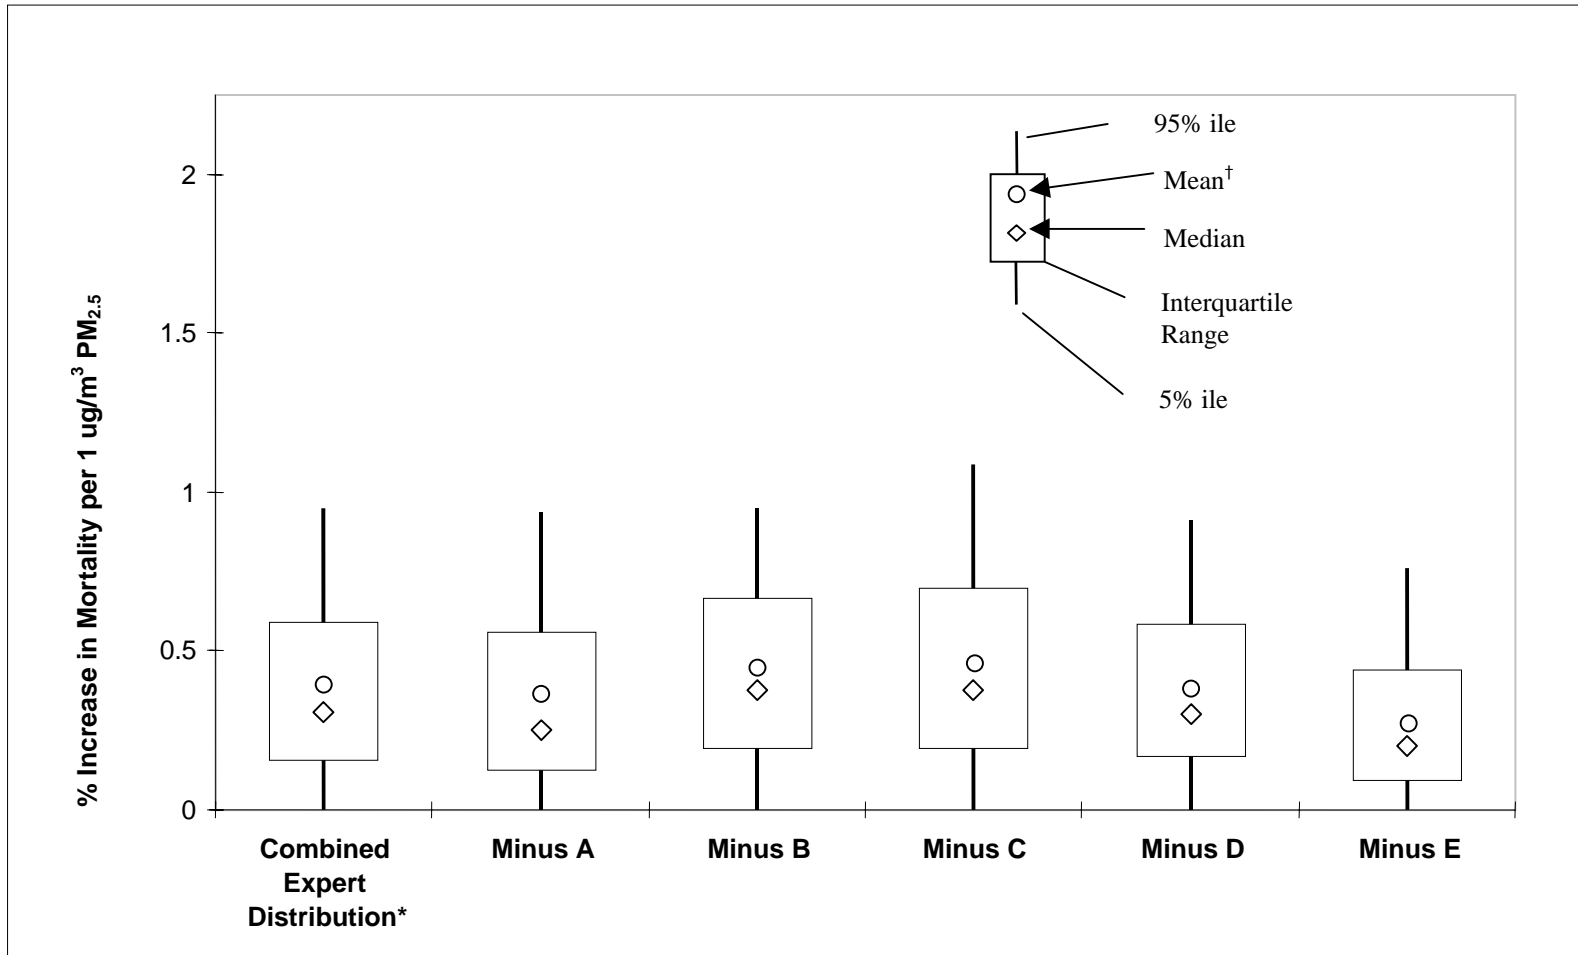 % Increase in Mortality per 1 ug/m³ PM₂.₅
2
1.5
1
0.5
0
95% ile
Mean†
Median
Interquartile
Range
5% ile
Combined
Expert
Distribution*
Minus A
Minus B
Minus C
Minus D
Minus E